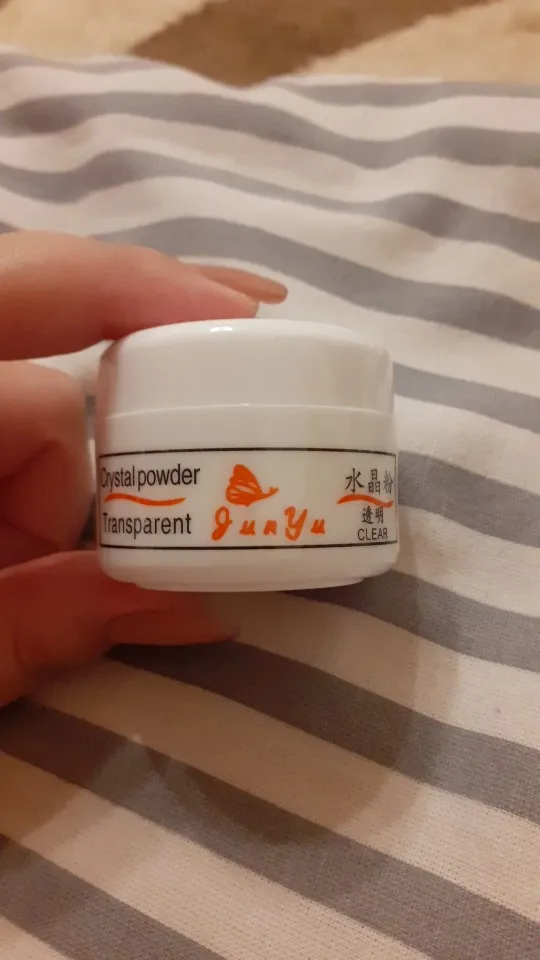 Crystal powder
Transparent
JunYu
水晶粉
透明
CLEAR